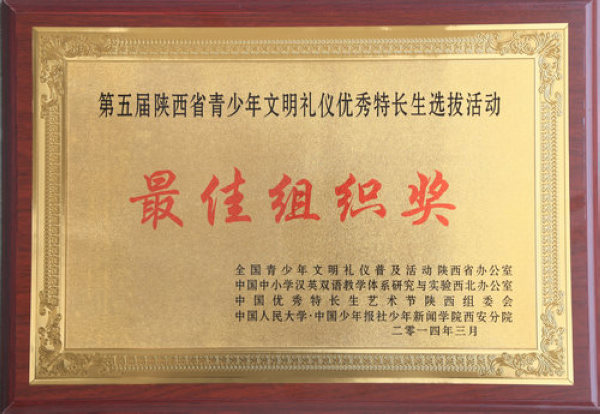 第五届陕西省青少年文明礼仪优秀特长生选拔活动
最佳组织奖
全国青少年文明礼仪普及活动陕西省办公室
中国中小学汉英双语教学体系研究与实验西北办公室
中国优秀特长生艺术节陕西组委会
中国人民大学·中国少年报社少年新闻学院西安分院
二零一四年三月